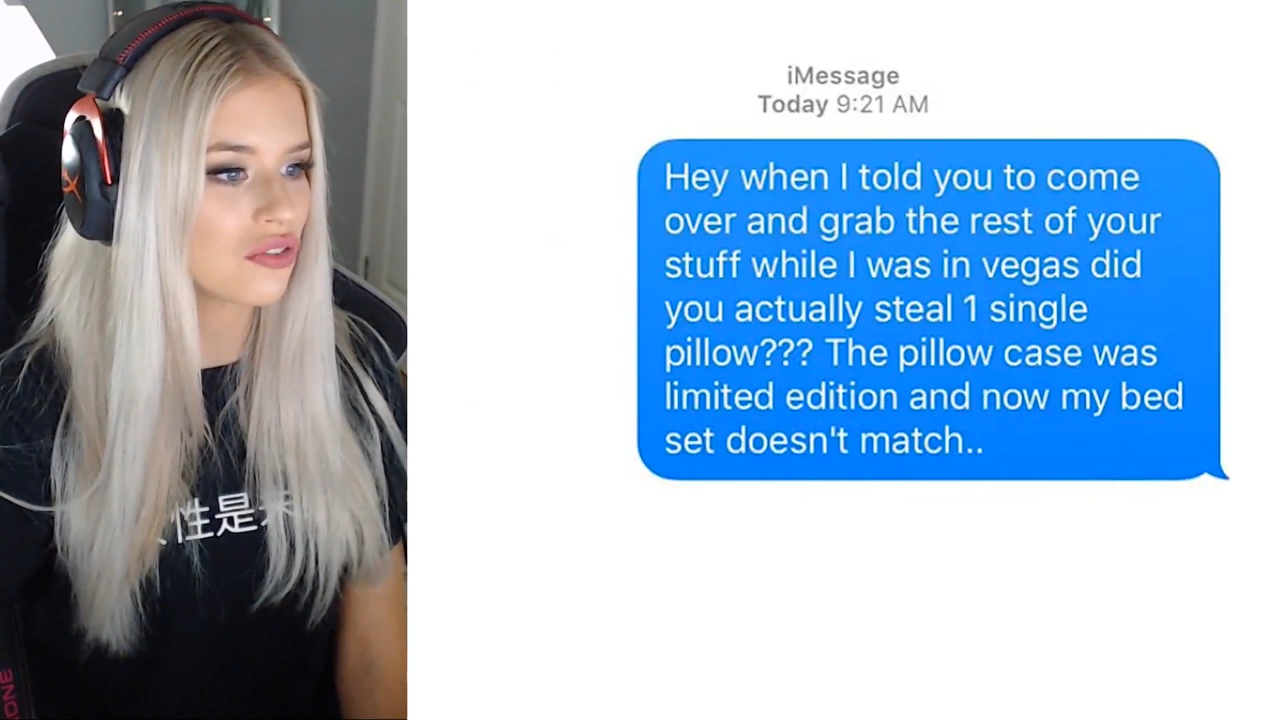 iMessage
Today 9:21 AM
Hey when I told you to come
over and grab the rest of your
stuff while I was in vegas did
you actually steal 1 single
pillow??? The pillow case was
limited edition and now my bed
set doesn't match..
性是
ONE